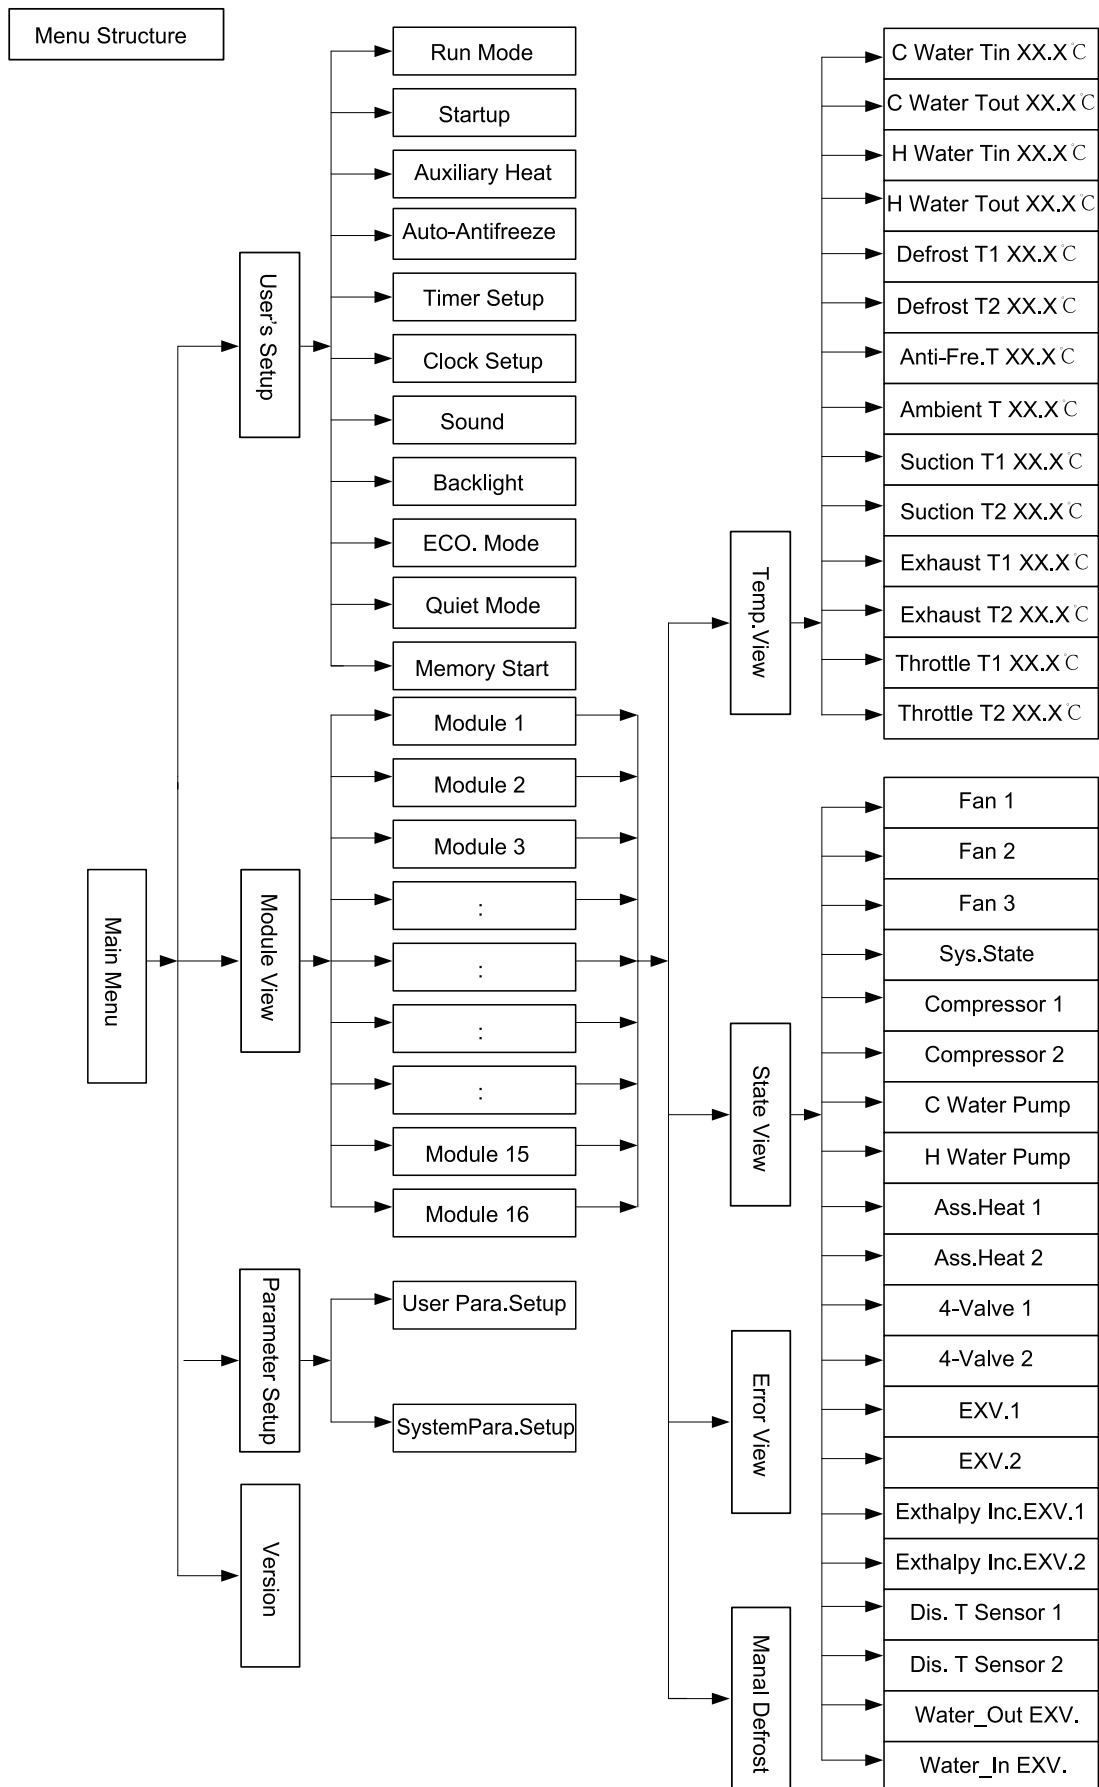 Menu Structure
Main Menu
User's Setup
Module View
Parameter Setup
Version
Run Mode
Startup
Auxiliary Heat
Auto-Antifreeze
Timer Setup
Clock Setup
Sound
Backlight
ECO. Mode
Quiet Mode
Memory Start
Module 1
Module 2
Module 3
:
:
:
:
Module 15
Module 16
User Para.Setup
SystemPara.Setup
Temp.View
State View
Error View
Manal Defrost
C Water Tin XX.X℃
C Water Tout XX.X℃
H Water Tin XX.X℃
H Water Tout XX.X℃
Defrost T1 XX.X℃
Defrost T2 XX.X℃
Anti-Fre.T XX.X℃
Ambient T XX.X℃
Suction T1 XX.X℃
Suction T2 XX.X℃
Exhaust T1 XX.X℃
Exhaust T2 XX.X℃
Throttle T1 XX.X℃
Throttle T2 XX.X℃
Fan 1
Fan 2
Fan 3
Sys.State
Compressor 1
Compressor 2
C Water Pump
H Water Pump
Ass.Heat 1
Ass.Heat 2
4-Valve 1
4-Valve 2
EXV.1
EXV.2
Exthalpy Inc.EXV.1
Exthalpy Inc.EXV.2
Dis. T Sensor 1
Dis. T Sensor 2
Water_Out EXV.
Water_In EXV.